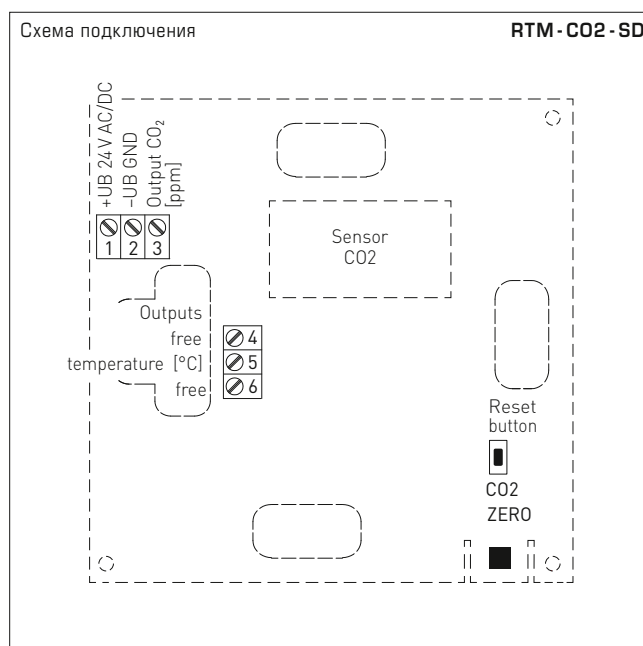 Схема подключения
RTM-CO2-SD
+UB 24V AC/DC
–UB GND
Output CO₂
[ppm]
1 2 3
Sensor
CO2
Outputs
free 4
temperature [°C] 5
free 6
Reset
button
CO2
ZERO